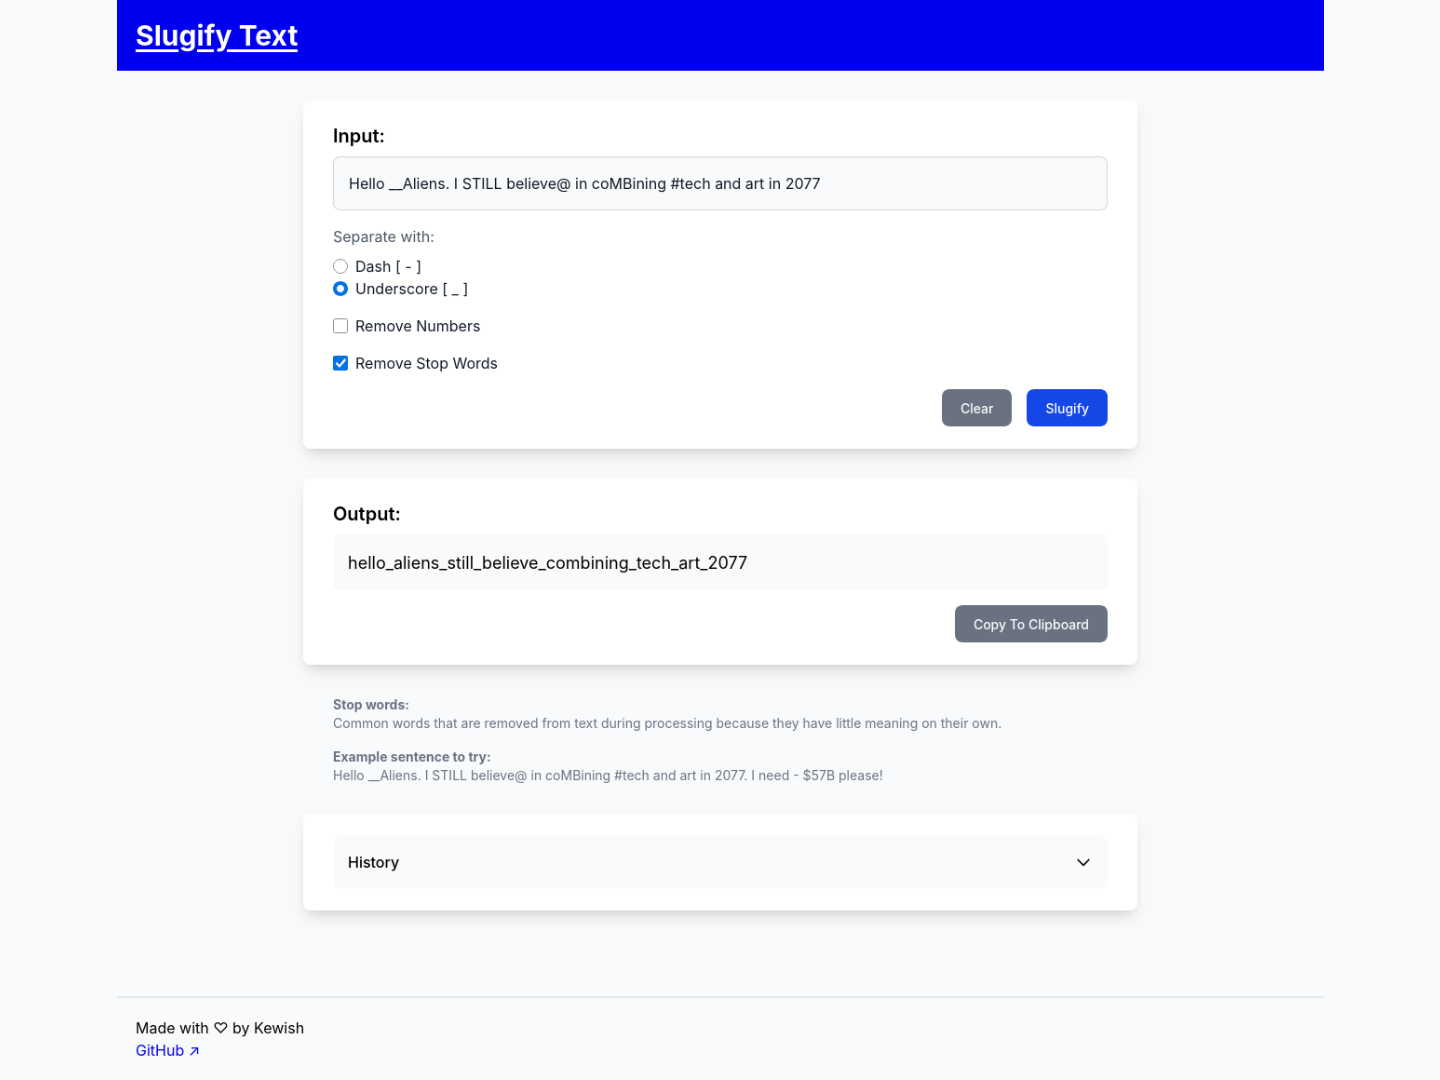 Slugify Text
Input:
Hello __Aliens. I STILL believe@ in coMBining #tech and art in 2077
Separate with:
Dash [ - ]
Underscore [ _ ]
Remove Numbers
Remove Stop Words
Clear
Slugify
Output:
hello_aliens_still_believe_combining_tech_art_2077
Copy To Clipboard
Stop words:
Common words that are removed from text during processing because they have little meaning on their own.
Example sentence to try:
Hello __Aliens. I STILL believe@ in coMBining #tech and art in 2077. I need - $57B please!
History
Made with ♡ by Kewish
GitHub ↗